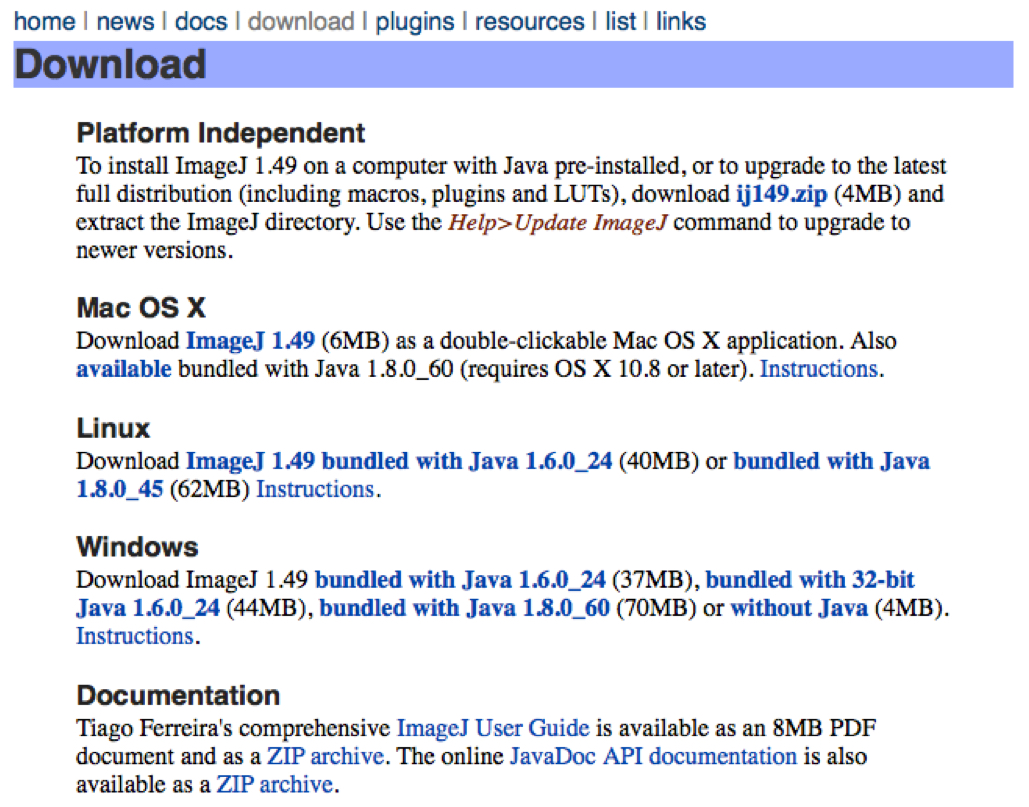 home | news | docs | download | plugins | resources | list | links
Download
Platform Independent
To install ImageJ 1.49 on a computer with Java pre-installed, or to upgrade to the latest
full distribution (including macros, plugins and LUTs), download ij149.zip (4MB) and
extract the ImageJ directory. Use the Help>Update ImageJ command to upgrade to
newer versions.
Mac OS X
Download ImageJ 1.49 (6MB) as a double-clickable Mac OS X application. Also
available bundled with Java 1.8.0_60 (requires OS X 10.8 or later). Instructions.
Linux
Download ImageJ 1.49 bundled with Java 1.6.0_24 (40MB) or bundled with Java
1.8.0_45 (62MB) Instructions.
Windows
Download ImageJ 1.49 bundled with Java 1.6.0_24 (37MB), bundled with 32-bit
Java 1.6.0_24 (44MB), bundled with Java 1.8.0_60 (70MB) or without Java (4MB).
Instructions.
Documentation
Tiago Ferreira's comprehensive ImageJ User Guide is available as an 8MB PDF
document and as a ZIP archive. The online JavaDoc API documentation is also
available as a ZIP archive.